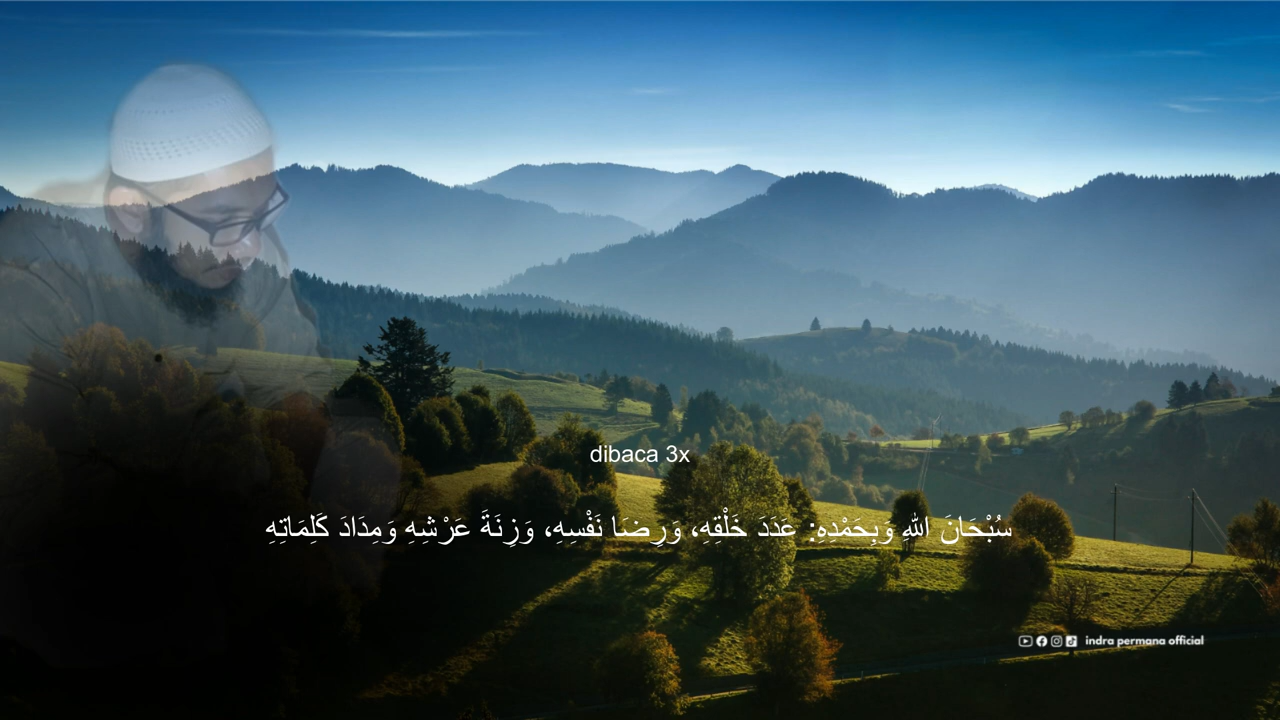 dibaca 3x
سُبْحَانَ اللهِ وَبِحَمْدِهِ: عَدَدَ خَلْقِهِ، وَرِضَا نَفْسِهِ، وَزِنَةَ عَرْشِهِ وَمِدَادَ كَلِمَاتِهِ
indra permana official